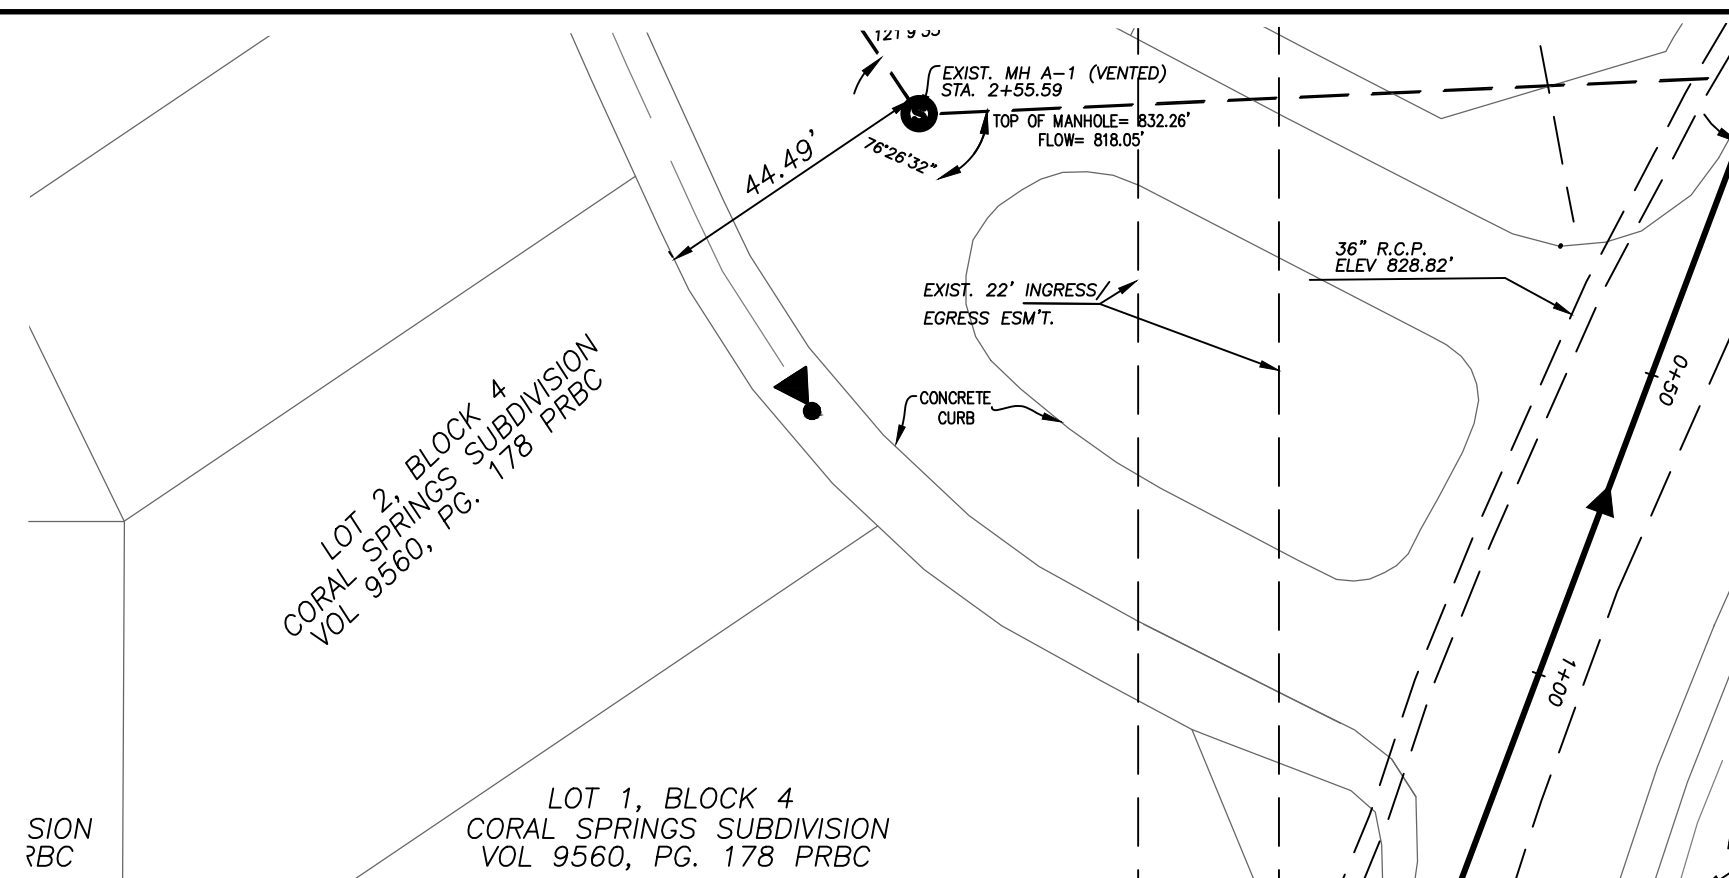 EXIST. MH A-1 (VENTED)
STA. 2+55.59
TOP OF MANHOLE= 832.26'
FLOW= 818.05'
S
76°26'32"
44.49'
36" R.C.P.
ELEV 828.82'
EXIST. 22' INGRESS/
EGRESS ESM'T.
CONCRETE
CURB
0+50
1+00
LOT 2, BLOCK 4
CORAL SPRINGS SUBDIVISION
VOL 9560, PG. 178 PRBC
LOT 1, BLOCK 4
CORAL SPRINGS SUBDIVISION
VOL 9560, PG. 178 PRBC
SION
RBC